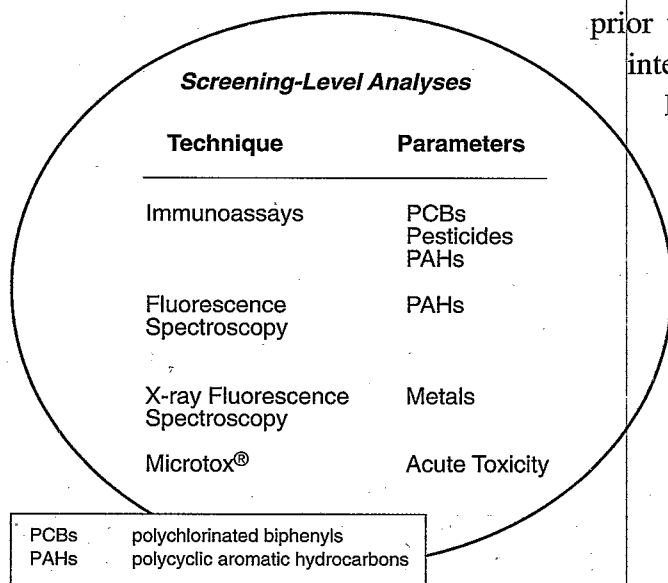 prior
Screening-Level Analyses
Technique Parameters
Immunoassays PCBs
Pesticides
PAHs
Fluorescence PAHs
Spectroscopy
X-ray Fluorescence Metals
Spectroscopy
Microtox® Acute Toxicity
PCBs polychlorinated biphenyls
PAHs polycyclic aromatic hydrocarbons